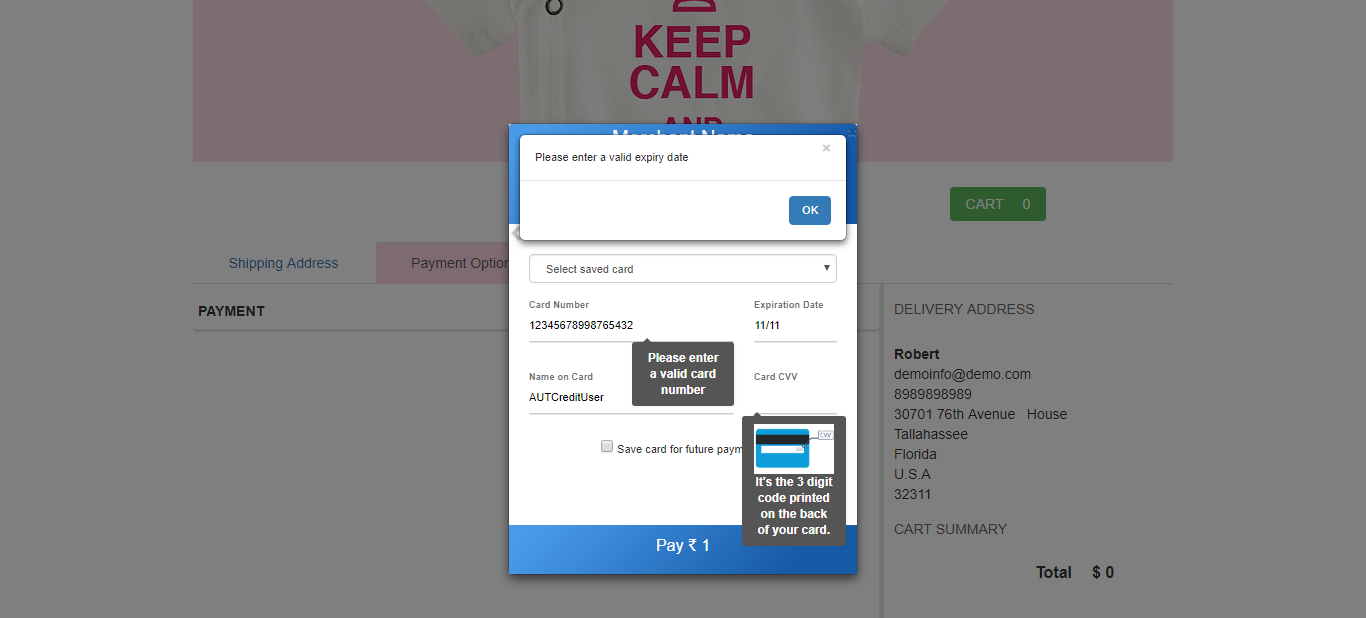 KEEP
CALM
AND
Merchant Name
×
Please enter a valid expiry date
×
OK
CART 0
Shipping Address
Payment Option
Select saved card
PAYMENT
Card Number
Expiration Date
12345678998765432
11/11
Please enter
a valid card
number
Name on Card
Card CVV
AUTCreditUser
Save card for future paym
CVV
It's the 3 digit
code printed
on the back
of your card.
Pay ₹ 1
DELIVERY ADDRESS
Robert
demoinfo@demo.com
8989898989
30701 76th Avenue House
Tallahassee
Florida
U.S.A
32311
CART SUMMARY
Total $ 0